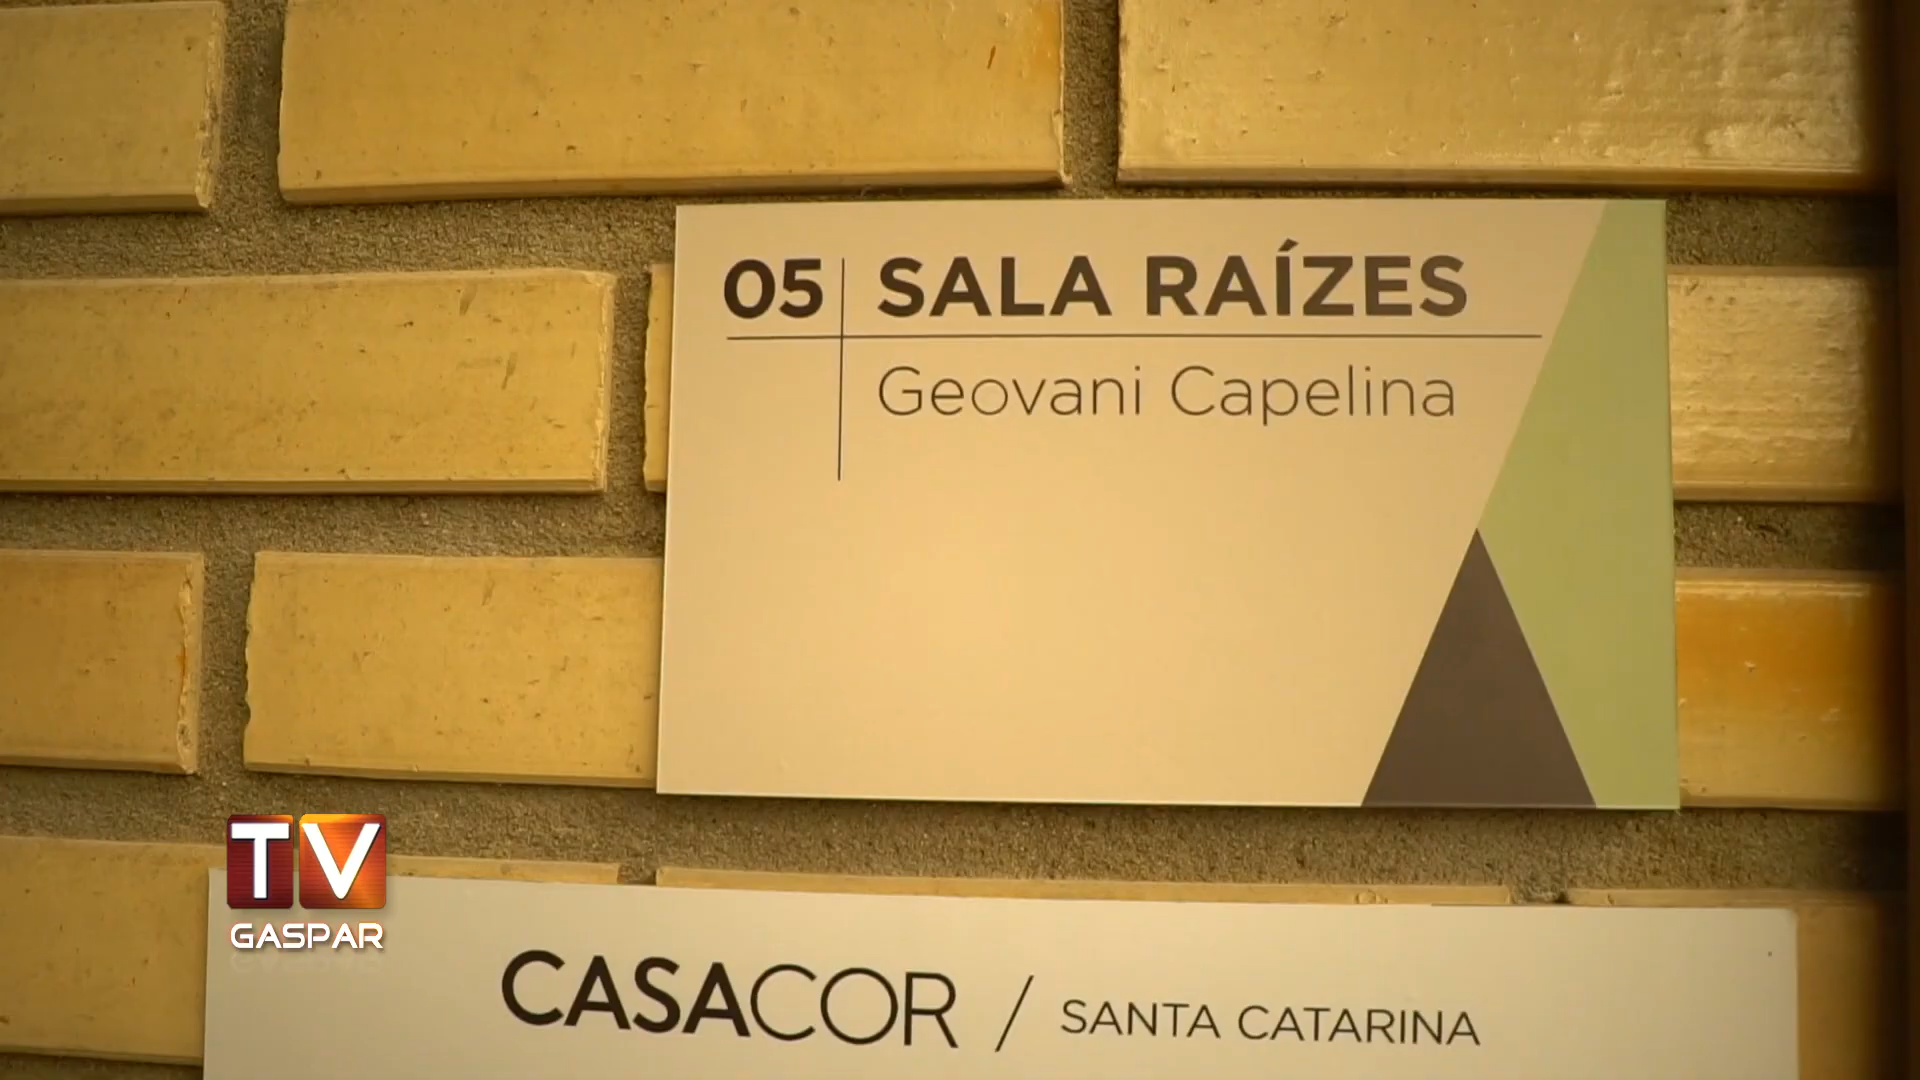 05 SALA RAÍZES
Geovani Capelina
TV
GASPAR
CASACOR / SANTA CATARINA